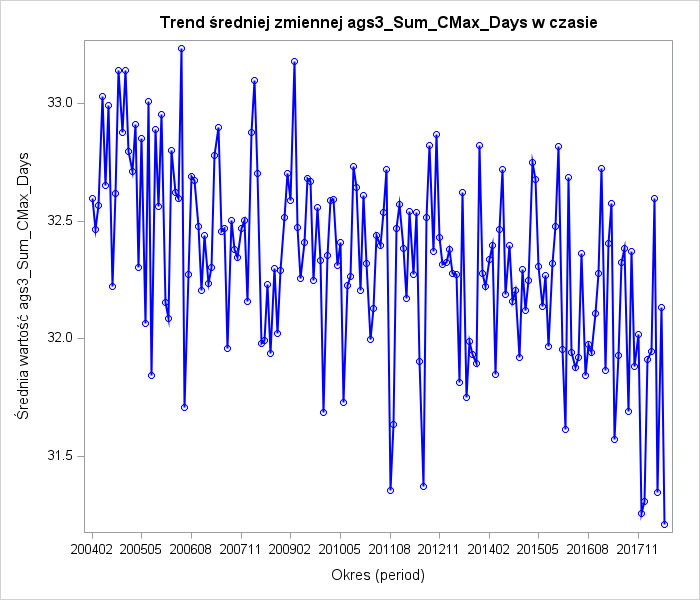 Trend średniej zmiennej ags3_Sum_CMax_Days w czasie
Średnia wartość ags3_Sum_CMax_Days
33.0
32.5
32.0
31.5
200402 200505 200608 200711 200902 201005 201108 201211 201402 201505 201608 201711
Okres (period)